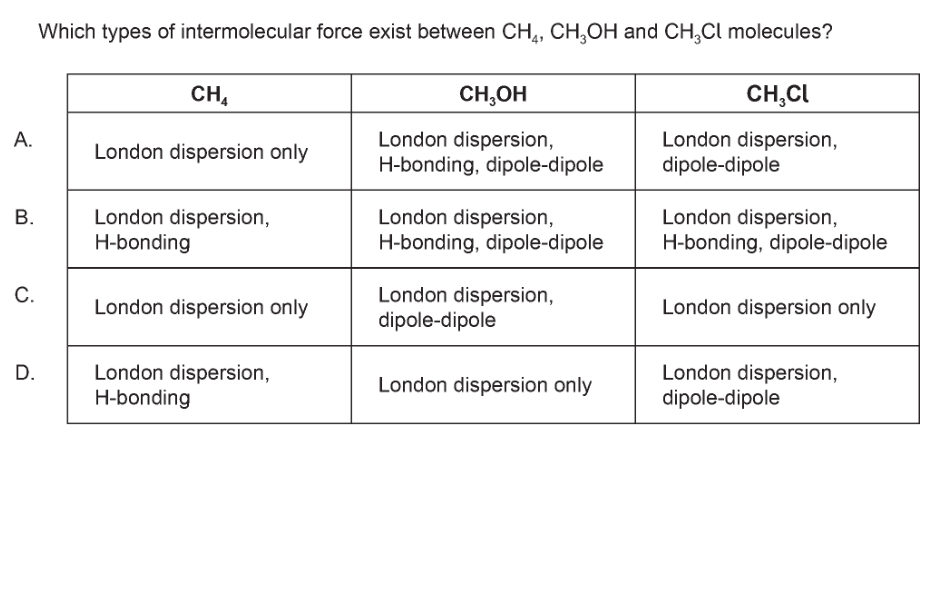 Which types of intermolecular force exist between CH₄, CH₃OH and CH₃Cl molecules?
CH₄ CH₃OH CH₃Cl
A. London dispersion only London dispersion, H-bonding, dipole-dipole London dispersion, dipole-dipole
B. London dispersion, H-bonding London dispersion, H-bonding, dipole-dipole London dispersion, H-bonding, dipole-dipole
C. London dispersion only London dispersion, dipole-dipole London dispersion only
D. London dispersion, H-bonding London dispersion only London dispersion, dipole-dipole